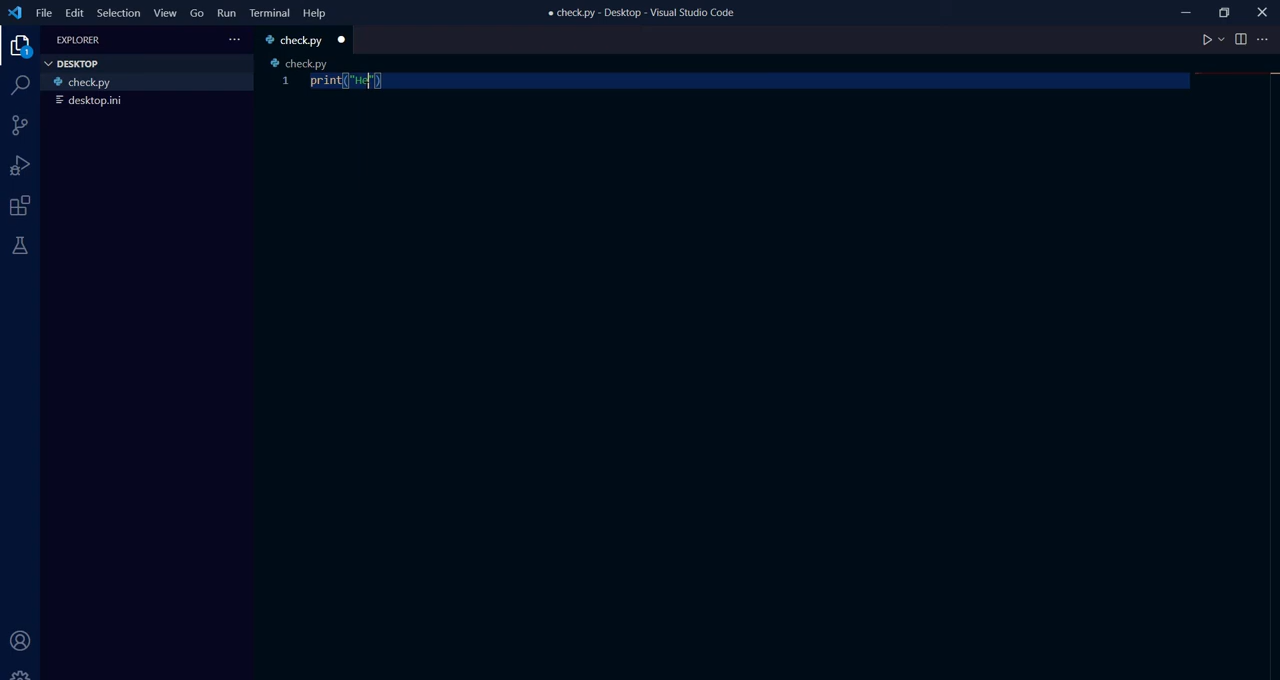 File Edit Selection View Go Run Terminal Help
● check.py - Desktop - Visual Studio Code
EXPLORER
check.py
DESKTOP
check.py
check.py
desktop.ini
1 print("He")
1